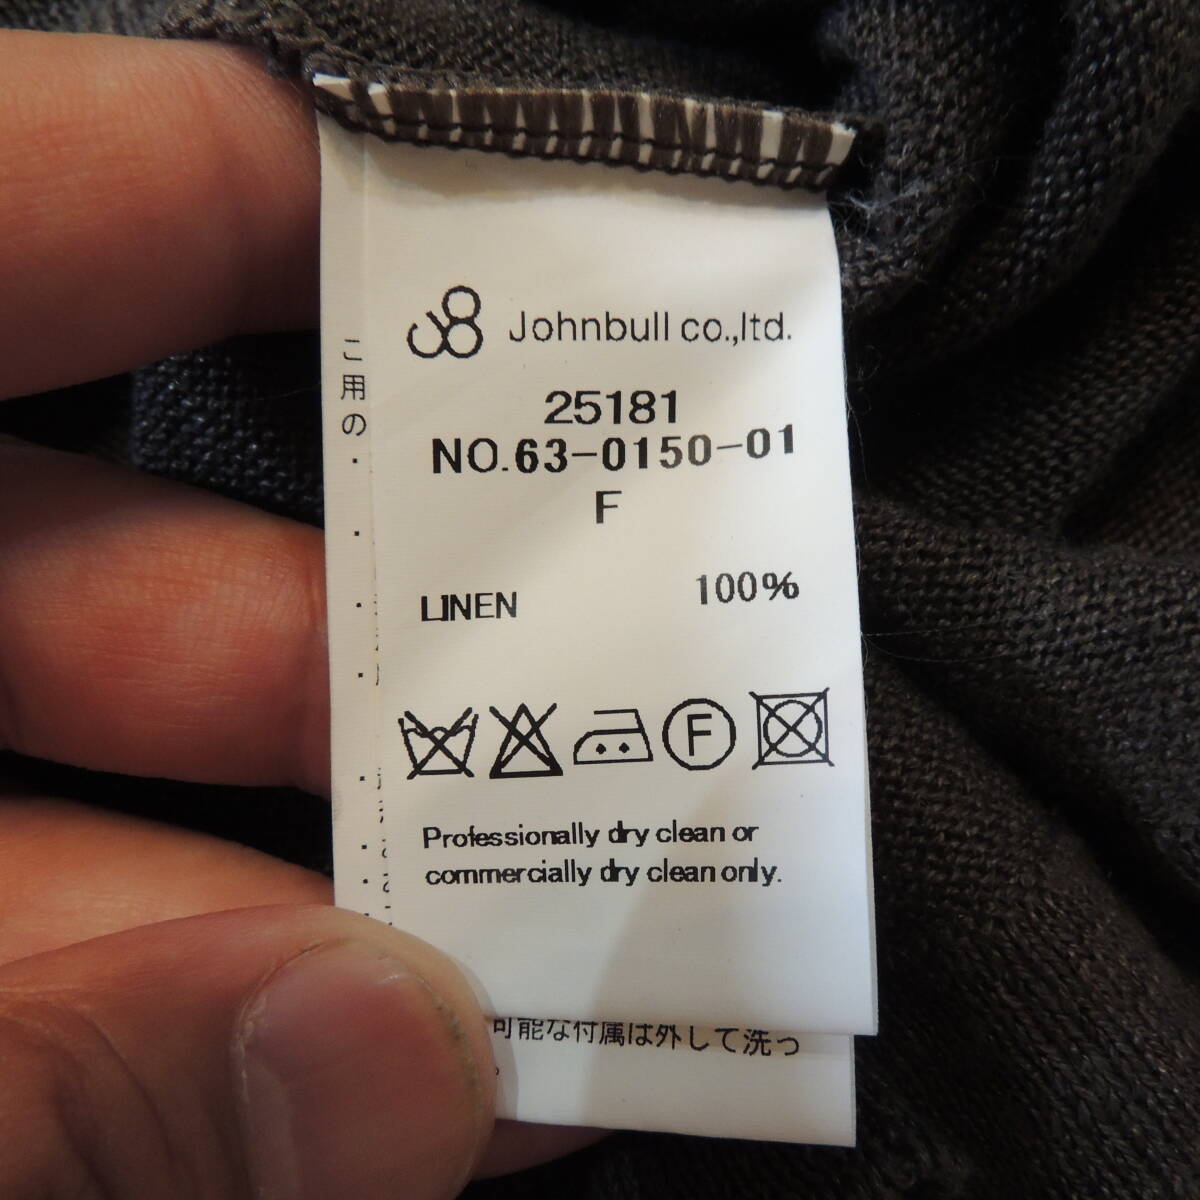 Johnbull co.,ltd.
25181
NO.63-0150-01
F
LINEN 100%
F
Professionally dry clean or
commercially dry clean only.
こ用の
可能な付属は外して洗っ